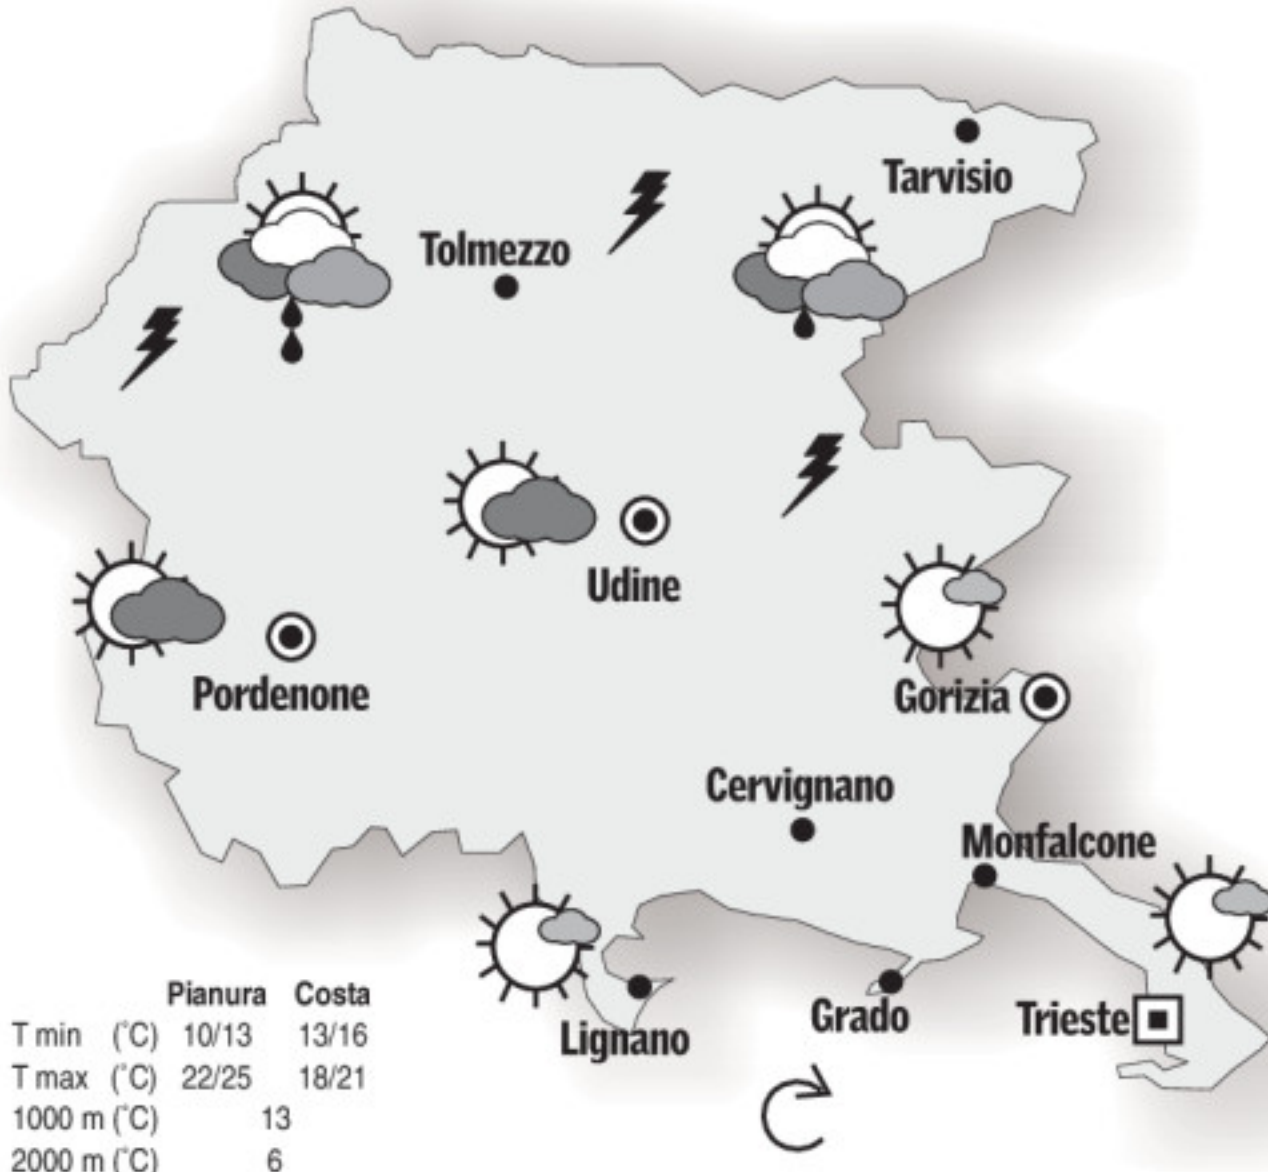 Tarvisio
Tolmezzo
Udine
Pordenone
Gorizia
Cervignano
Monfalcone
Grado
Trieste
Lignano
Pianura Costa
T min (°C) 10/13 13/16
T max (°C) 22/25 18/21
1000 m (°C) 13
2000 m (°C) 6